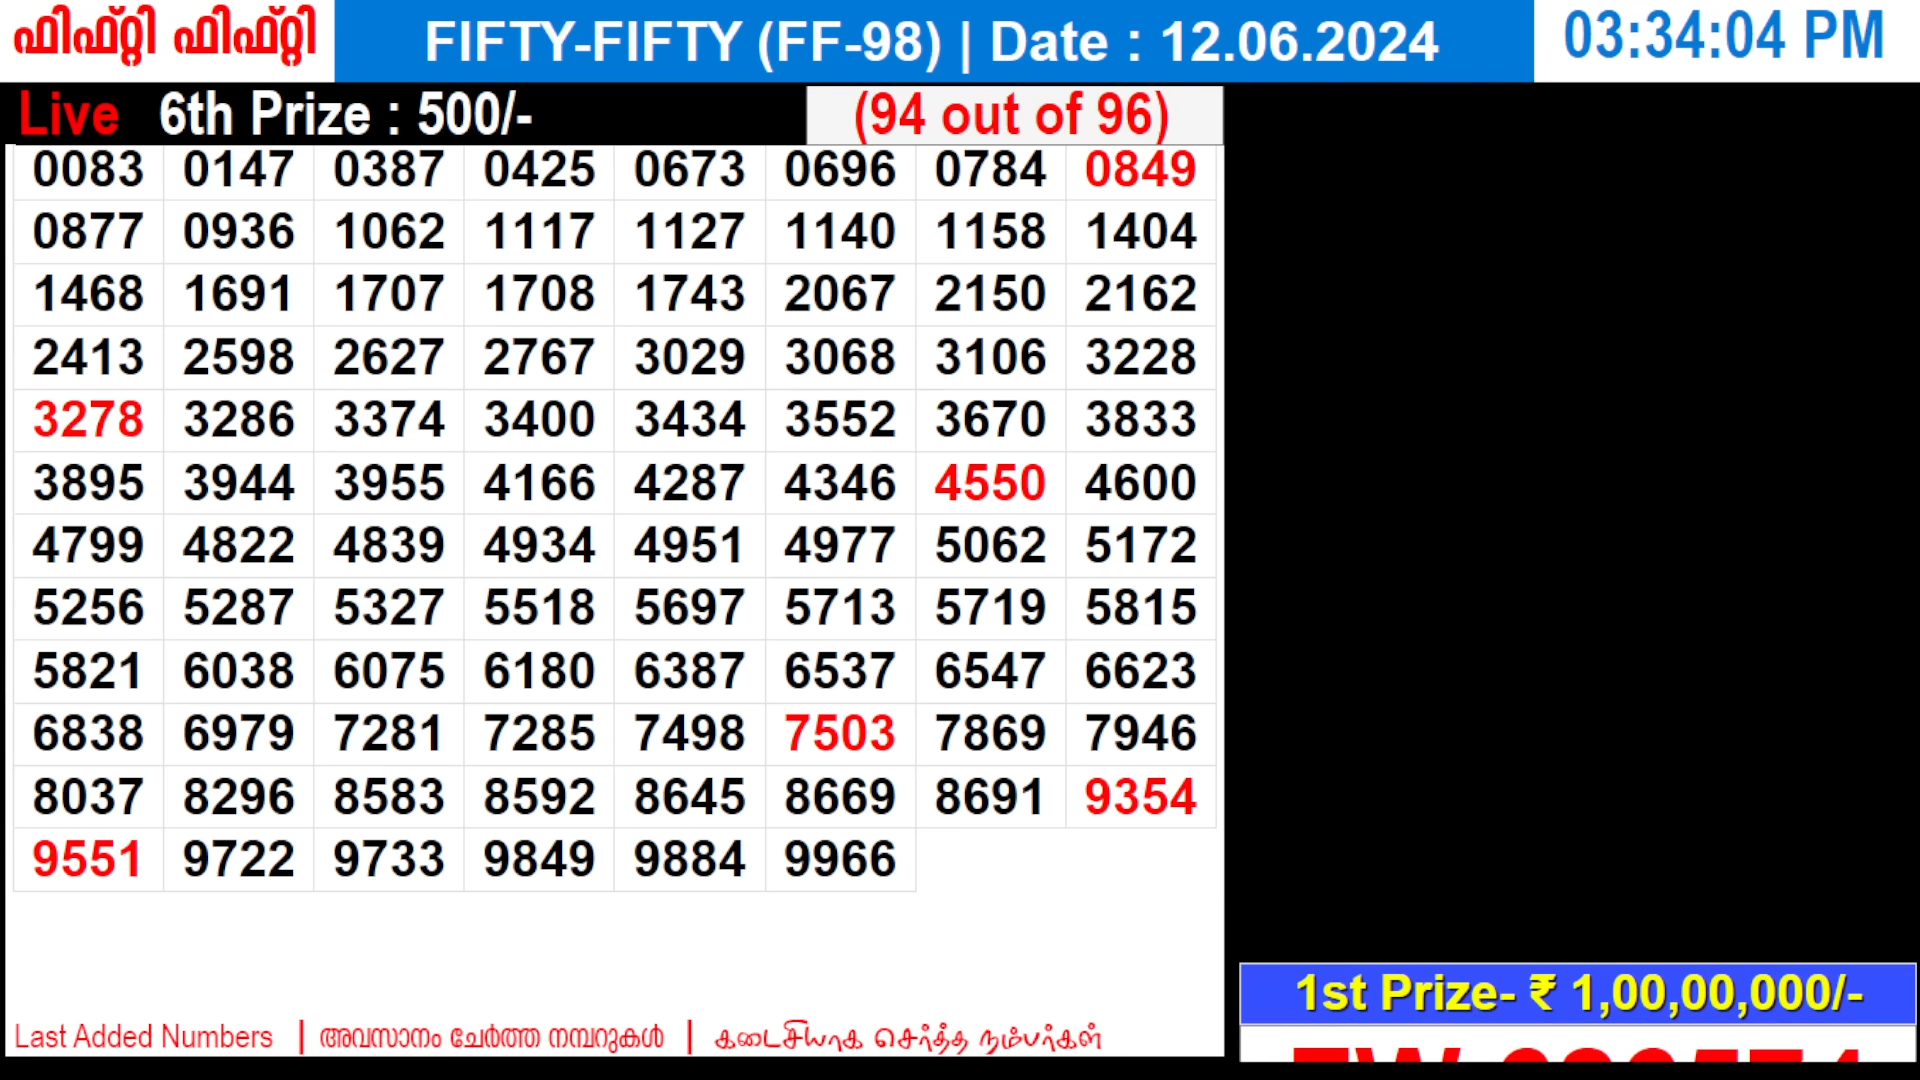 ഫിഫ്റ്റി ഫിഫ്റ്റി
FIFTY-FIFTY (FF-98) | Date : 12.06.2024
03:34:04 PM
Live 6th Prize : 500/-
(94 out of 96)
0083 0147 0387 0425 0673 0696 0784 0849
0877 0936 1062 1117 1127 1140 1158 1404
1468 1691 1707 1708 1743 2067 2150 2162
2413 2598 2627 2767 3029 3068 3106 3228
3278 3286 3374 3400 3434 3552 3670 3833
3895 3944 3955 4166 4287 4346 4550 4600
4799 4822 4839 4934 4951 4977 5062 5172
5256 5287 5327 5518 5697 5713 5719 5815
5821 6038 6075 6180 6387 6537 6547 6623
6838 6979 7281 7285 7498 7503 7869 7946
8037 8296 8583 8592 8645 8669 8691 9354
9551 9722 9733 9849 9884 9966
1st Prize- ₹ 1,00,00,000/-
Last Added Numbers | അവസാനം ചേർത്ത നമ്പറുകൾ | கடைசியாக சேர்த்த நம்பர்கள்